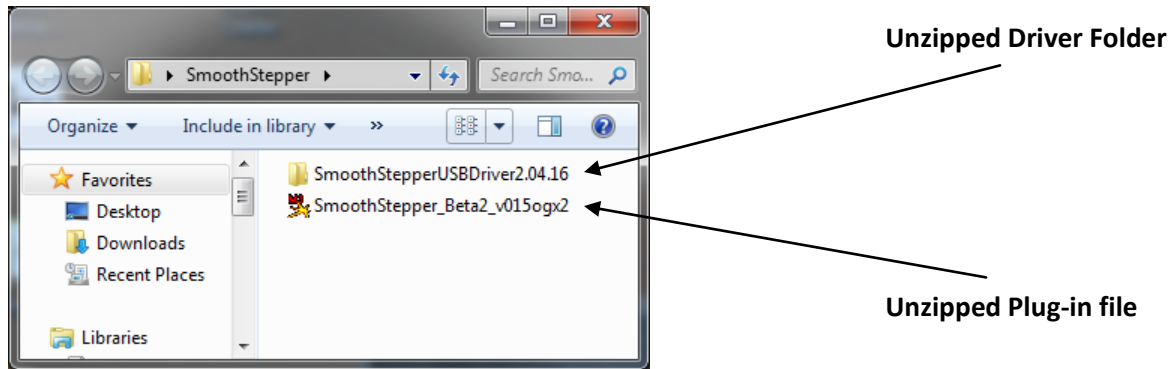 Unzipped Driver Folder
SmoothStepper
Search Smo...
Organize
Include in library
»
Favorites
SmoothStepperUSBDriver2.04.16
Desktop
SmoothStepper_Beta2_v015ogx2
Downloads
Recent Places
Unzipped Plug-in file
Libraries